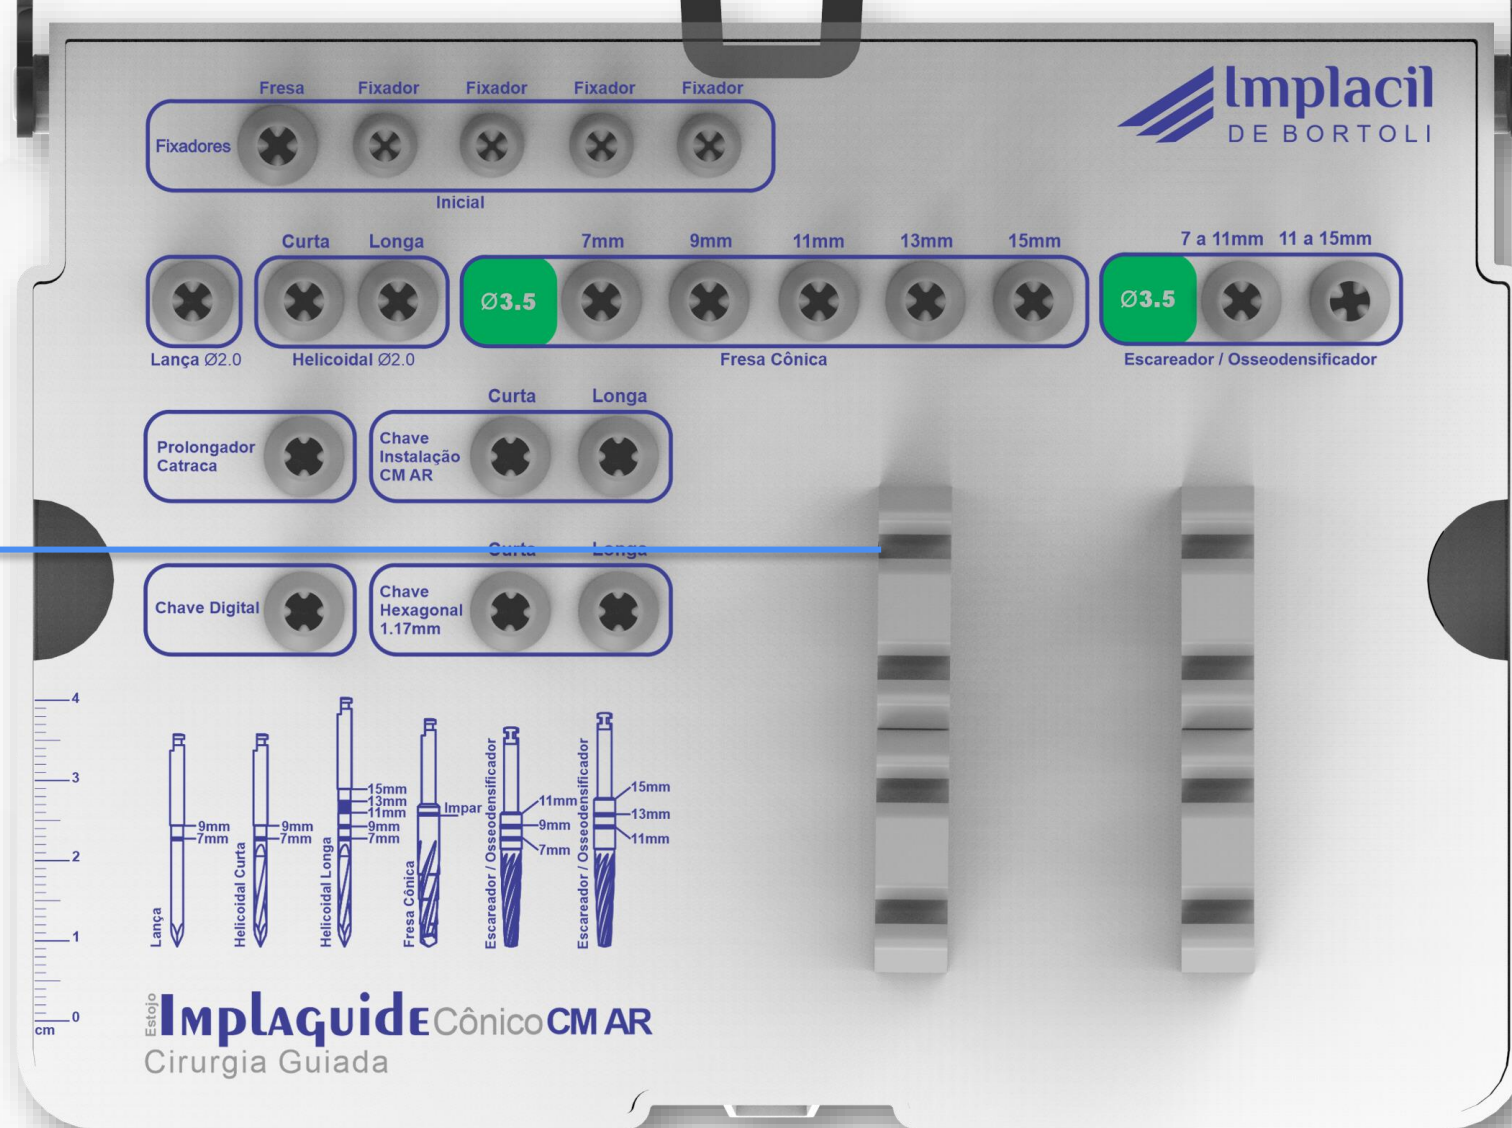 Fresa Fixador Fixador Fixador Fixador
Fixadores
Inicial
Implacil
DE BORTOLI
Curta Longa 7mm 9mm 11mm 13mm 15mm 7 a 11mm 11 a 15mm
Ø3.5
Ø3.5
Lança Ø2.0
Helicoidal Ø2.0
Fresa Cônica
Escareador / Osseodensificador
Curta Longa
Prolongador
Catraca
Chave
Instalação
CM AR
Curta Longa
Chave Digital
Chave
Hexagonal
1.17mm
4
3
2
1
0
cm
Lança
9mm
7mm
Helicoidal Curta
9mm
7mm
Helicoidal Longa
15mm
13mm
11mm
9mm
7mm
Fresa Cônica
Impar
Escareador / Osseodensificador
11mm
9mm
7mm
Escareador / Osseodensificador
15mm
13mm
11mm
Estojo
ImplaguidE Cônico CM AR
Cirurgia Guiada